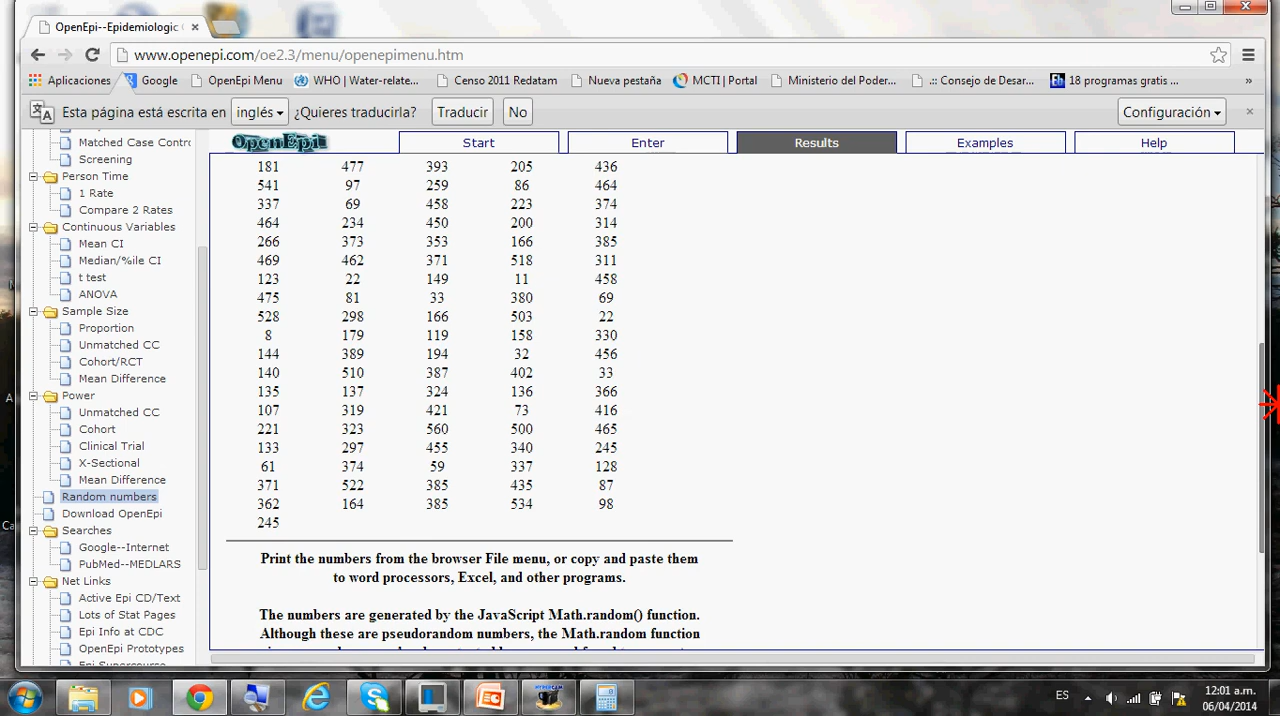 OpenEpi--Epidemiologic
www.openepi.com/oe2.3/menu/openepimenu.htm
Aplicaciones Google OpenEpi Menu WHO | Water-relate... Censo 2011 Redatam Nueva pestaña MCTI | Portal Ministerio del Poder... .:: Consejo de Desar... 18 programas gratis ... »
Esta página está escrita en inglés ¿Quieres traducirla? Traducir No Configuración
OpenEpi Start Enter Results Examples Help
Matched Case Contro
Screening
Person Time
1 Rate
Compare 2 Rates
Continuous Variables
Mean CI
Median/%ile CI
t test
ANOVA
Sample Size
Proportion
Unmatched CC
Cohort/RCT
Mean Difference
Power
Unmatched CC
Cohort
Clinical Trial
X-Sectional
Mean Difference
Random numbers
Download OpenEpi
Searches
Google--Internet
PubMed--MEDLARS
Net Links
Active Epi CD/Text
Lots of Stat Pages
Epi Info at CDC
OpenEpi Prototypes
Epi Supercourse
181 477 393 205 436
541 97 259 86 464
337 69 458 223 374
464 234 450 200 314
266 373 353 166 385
469 462 371 518 311
123 22 149 11 458
475 81 33 380 69
528 298 166 503 22
8 179 119 158 330
144 389 194 32 456
140 510 387 402 33
135 137 324 136 366
107 319 421 73 416
221 323 560 500 465
133 297 455 340 245
61 374 59 337 128
371 522 385 435 87
362 164 385 534 98
245
Print the numbers from the browser File menu, or copy and paste them
to word processors, Excel, and other programs.
The numbers are generated by the JavaScript Math.random() function.
Although these are pseudorandom numbers, the Math.random function
ES
12:01 a.m.
06/04/2014